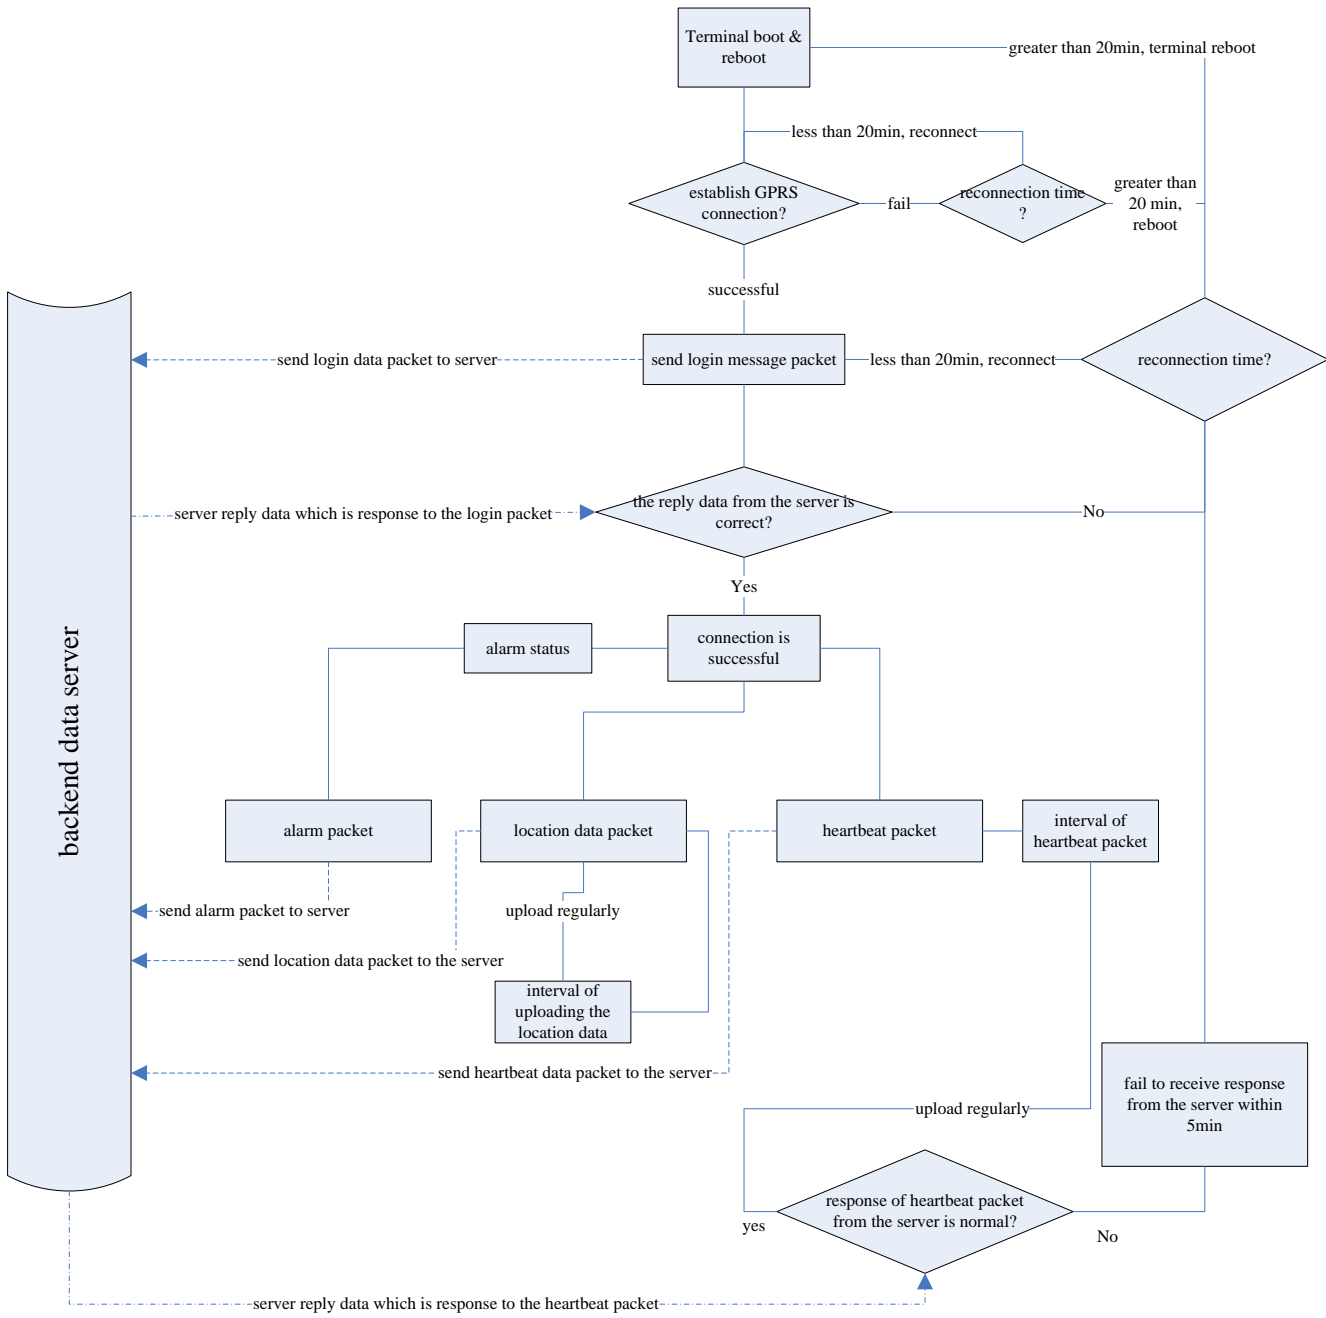 Terminal boot &
reboot
greater than 20min, terminal reboot
less than 20min, reconnect
establish GPRS
connection?
fail
reconnection time
?
greater than
20 min,
reboot
successful
send login data packet to server
send login message packet
less than 20min, reconnect
reconnection time?
server reply data which is response to the login packet
the reply data from the server is
correct?
No
Yes
alarm status
connection is
successful
backend data server
alarm packet
location data packet
heartbeat packet
interval of
heartbeat packet
send alarm packet to server
upload regularly
send location data packet to the server
interval of
uploading the
location data
send heartbeat data packet to the server
fail to receive response
from the server within
5min
upload regularly
response of heartbeat packet
from the server is normal?
yes
No
server reply data which is response to the heartbeat packet